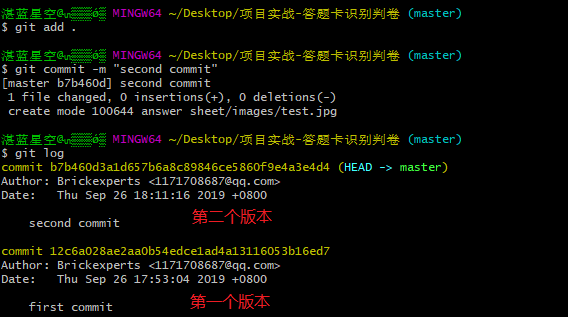 湛蓝星空@ MINGW64 ~/Desktop/项目实战-答题卡识别判卷 (master)
$ git add .
湛蓝星空@ MINGW64 ~/Desktop/项目实战-答题卡识别判卷 (master)
$ git commit -m "second commit"
[master b7b460d] second commit
1 file changed, 0 insertions(+), 0 deletions(-)
create mode 100644 answer sheet/images/test.jpg
湛蓝星空@ MINGW64 ~/Desktop/项目实战-答题卡识别判卷 (master)
$ git log
commit b7b460d3a1d657b6a8c89846ce5860f9e4a3e4d4 (HEAD -> master)
Author: Brickexperts <1171708687@qq.com>
Date: Thu Sep 26 18:11:16 2019 +0800
第二个版本
second commit
commit 12c6a028ae2aa0b54edce1ad4a13116053b16ed7
Author: Brickexperts <1171708687@qq.com>
Date: Thu Sep 26 17:53:04 2019 +0800
第一个版本
first commit